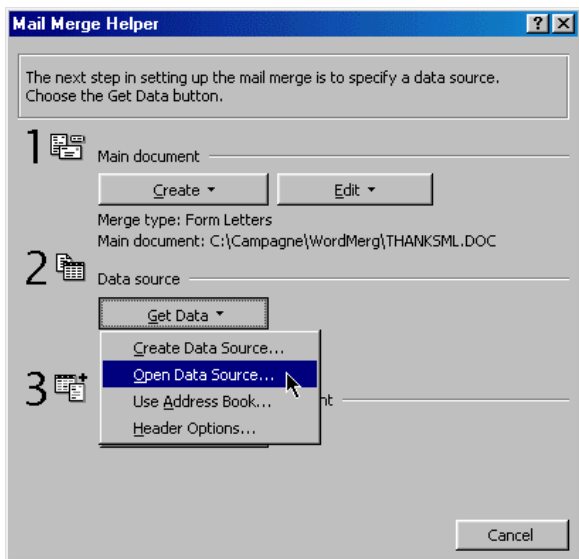 Mail Merge Helper
The next step in setting up the mail merge is to specify a data source.
Choose the Get Data button.
1
Main document
Create
Edit
Merge type: Form Letters
Main document: C:\Campagne\WordMerg\THANKSML.DOC
2
Data source
Get Data
Create Data Source...
Open Data Source...
3
Use Address Book...
Header Options...
Cancel